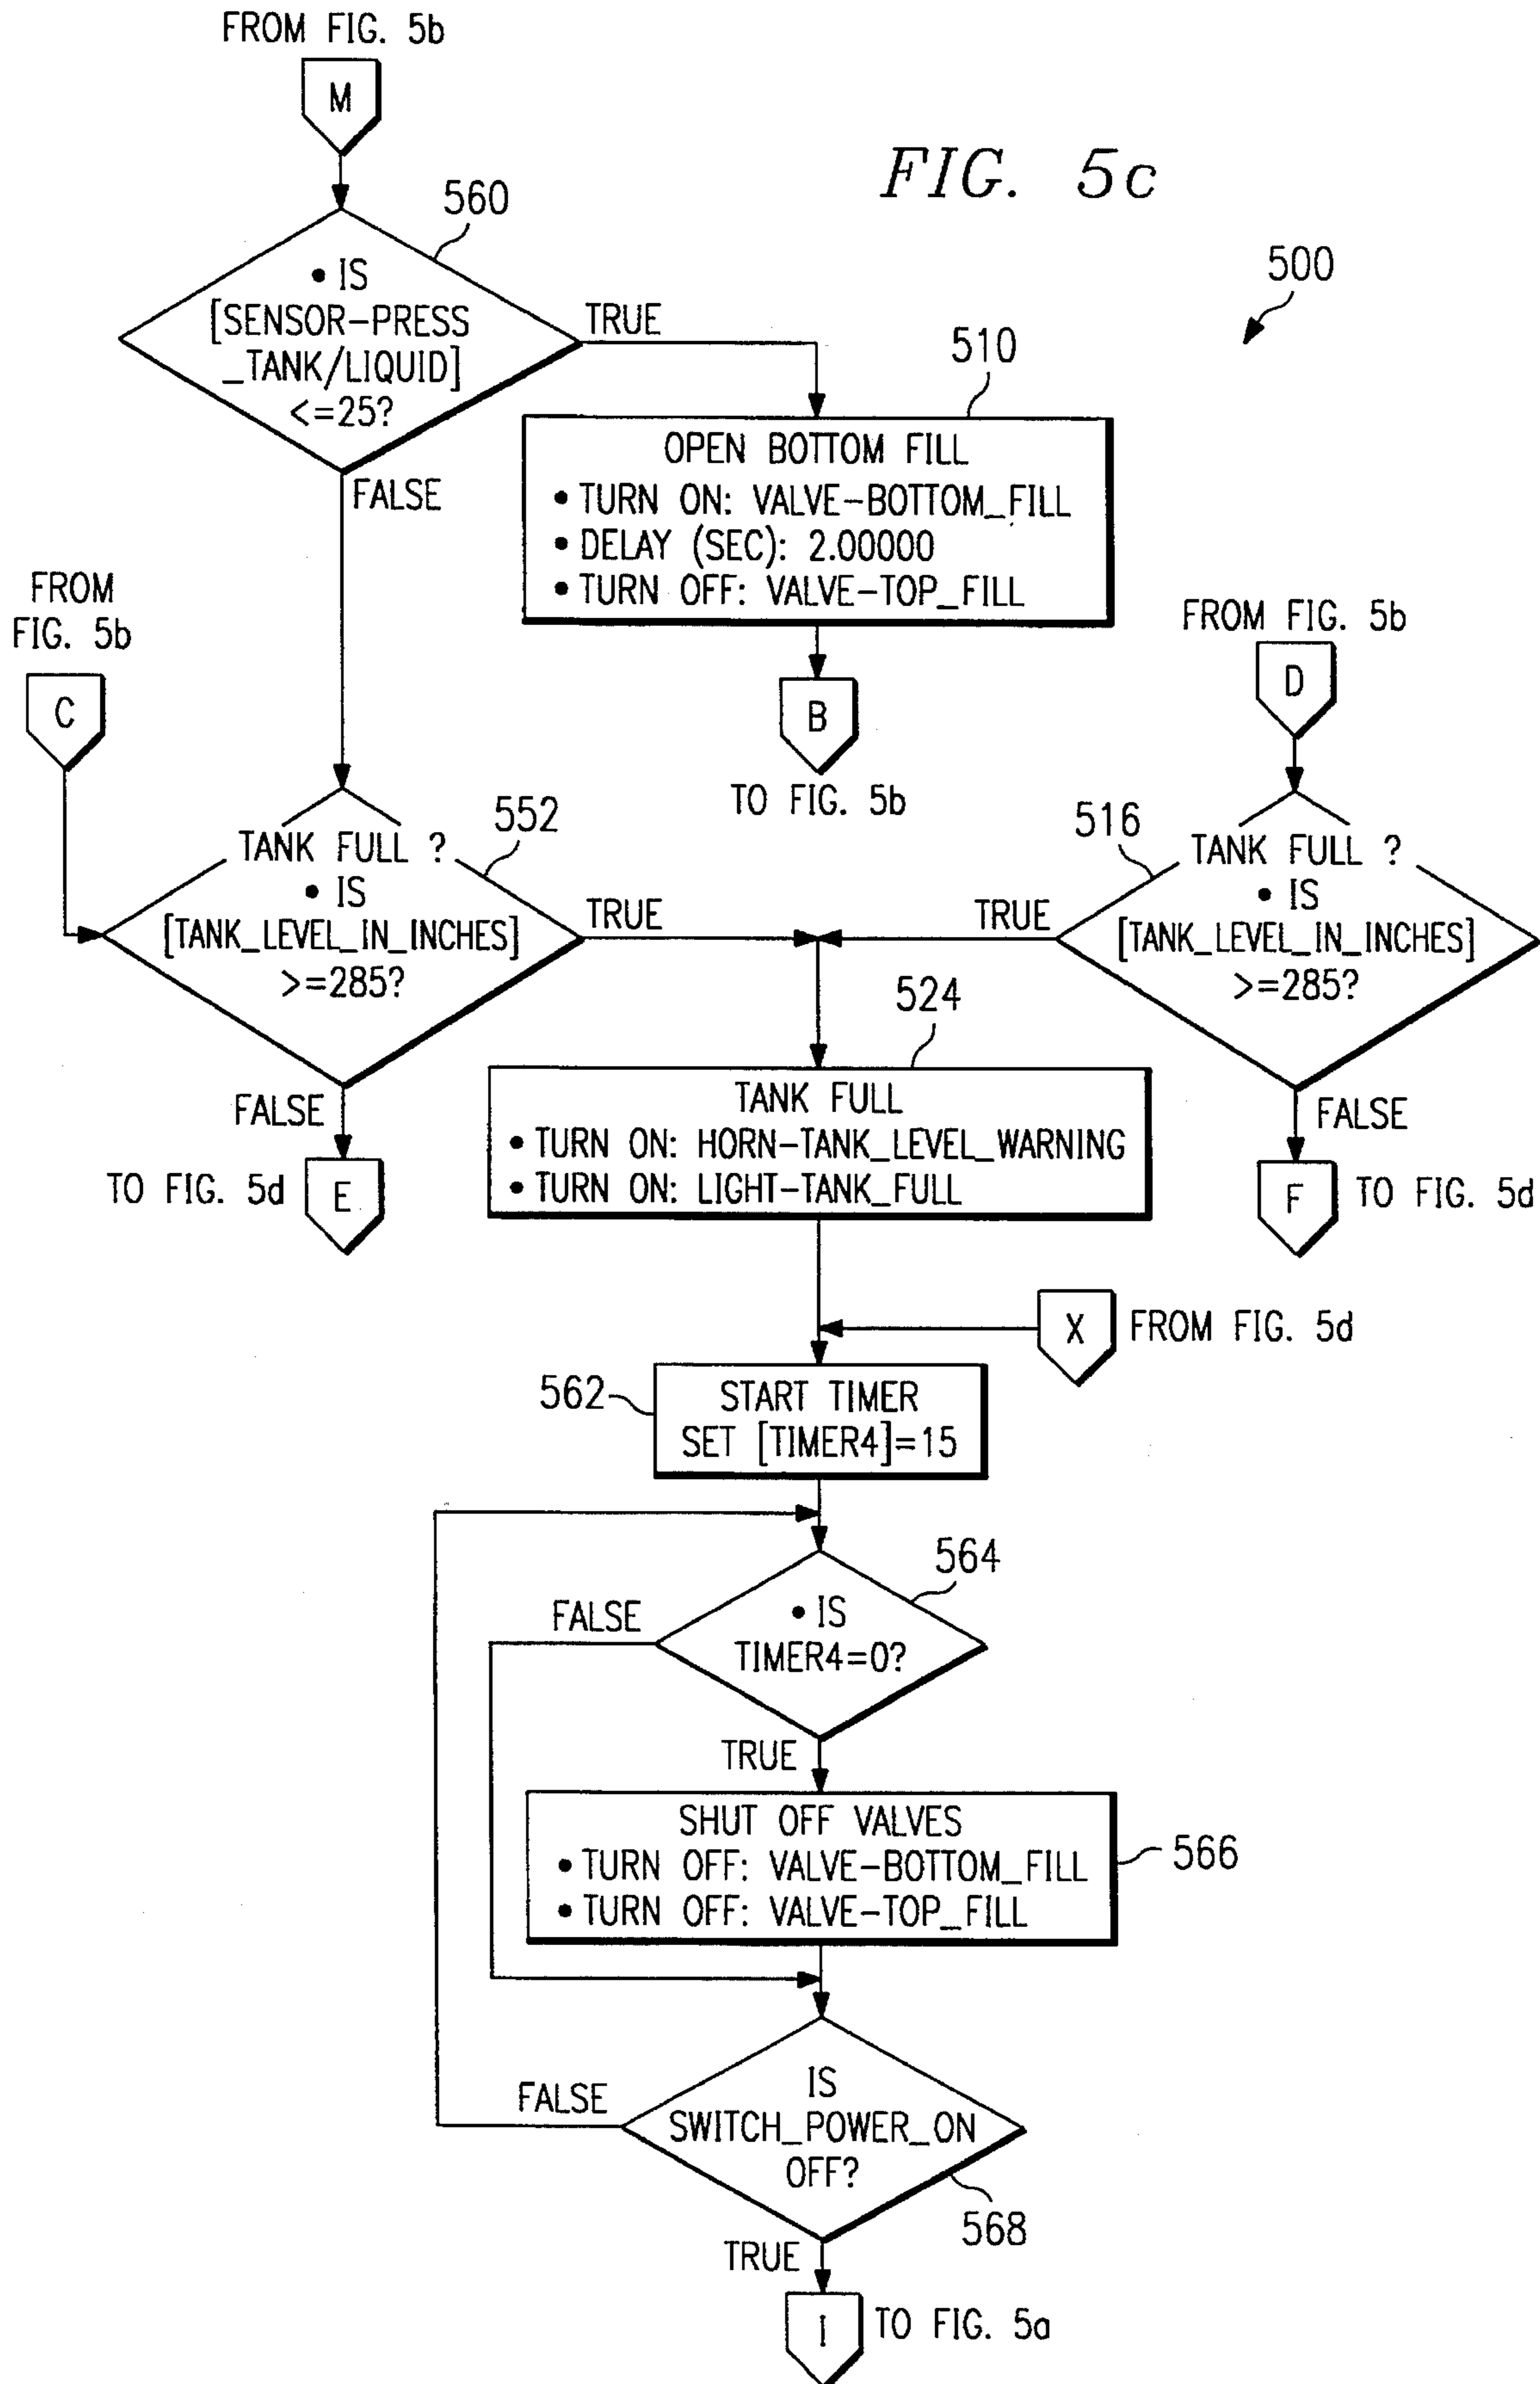 FROM FIG. 5b
M
FIG. 5c
560
500
• IS
[SENSOR-PRESS
_TANK/LIQUID]
<=25?
TRUE
FALSE
510
OPEN BOTTOM FILL
• TURN ON: VALVE-BOTTOM_FILL
• DELAY (SEC): 2.00000
• TURN OFF: VALVE-TOP_FILL
B
TO FIG. 5b
FROM
FIG. 5b
C
FROM FIG. 5b
D
552
TANK FULL ?
• IS
[TANK_LEVEL_IN_INCHES]
>=285?
TRUE
FALSE
TO FIG. 5d
E
516
TANK FULL ?
• IS
[TANK_LEVEL_IN_INCHES]
>=285?
TRUE
FALSE
F
TO FIG. 5d
524
TANK FULL
• TURN ON: HORN-TANK_LEVEL_WARNING
• TURN ON: LIGHT-TANK_FULL
X
FROM FIG. 5d
562
START TIMER
SET [TIMER4]=15
564
• IS
TIMER4=0?
FALSE
TRUE
SHUT OFF VALVES
• TURN OFF: VALVE-BOTTOM_FILL
• TURN OFF: VALVE-TOP_FILL
566
IS
SWITCH_POWER_ON
OFF?
FALSE
568
TRUE
I
TO FIG. 5a